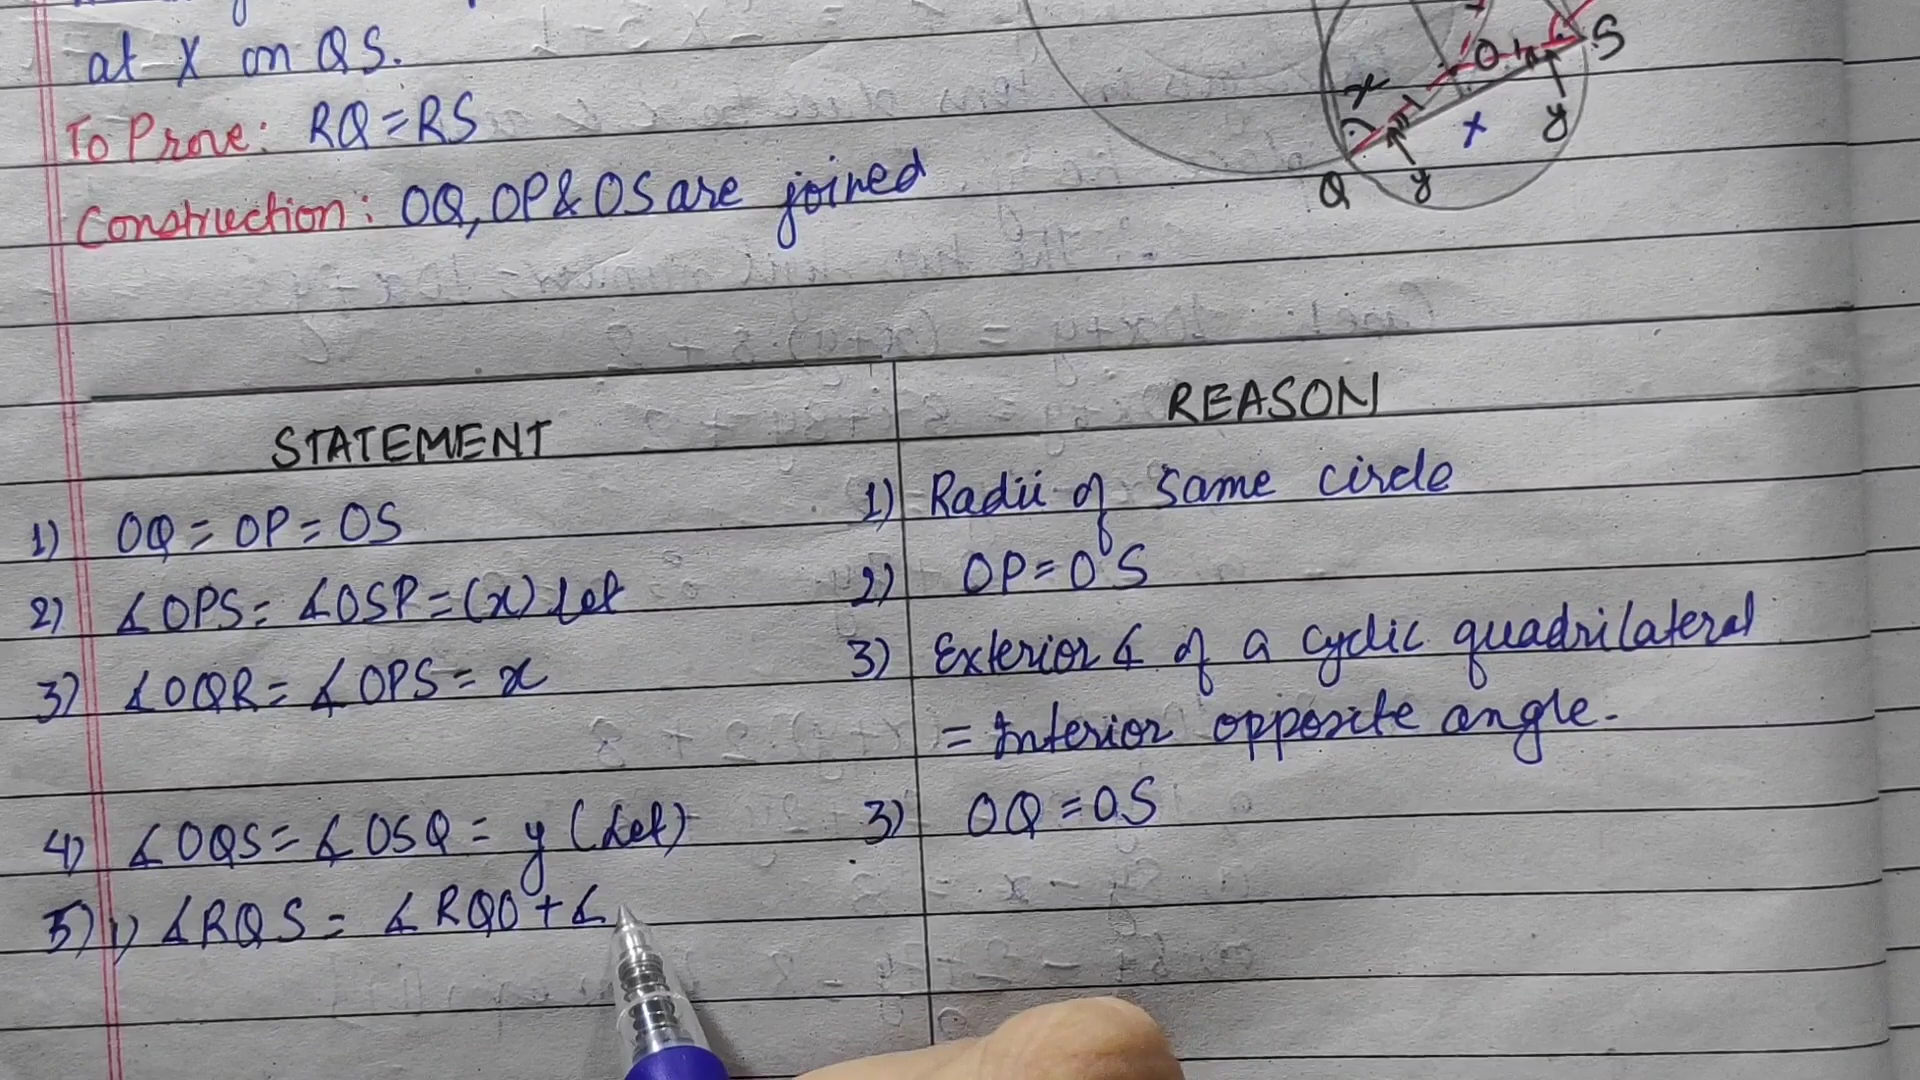 at X on QS.
To Prove: RQ=RS
Construction: OQ, OP & OS are joined
O
S
x
X
y
Q
y
STATEMENT
REASON
1) OQ = OP = OS
1) Radii of same circle
2) ∡OPS = ∡OSP = (x) Let
2) OP = OS
3) ∡OQR = ∡OPS = x
3) Exterior ∡ of a cyclic quadrilateral
= Interior opposite angle.
4) ∡OQS = ∡OSQ = y (Let)
3) OQ = OS
5) i) ∡RQS = ∡RQO + ∡